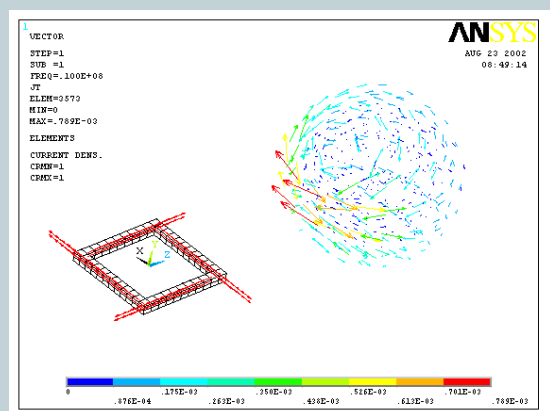 1
ANSYS
VECTOR
AUG 23 2002
08:49:14
STEP=1
SUB =1
FREQ=.100E+08
JT
ELEM=3573
MIN=0
MAX=.789E-03
ELEMENTS
CURRENT DENS.
CRMN=1
CRMX=1
X Y Z
0 .175E-03 .350E-03 .526E-03 .701E-03
.876E-04 .263E-03 .438E-03 .613E-03 .789E-03